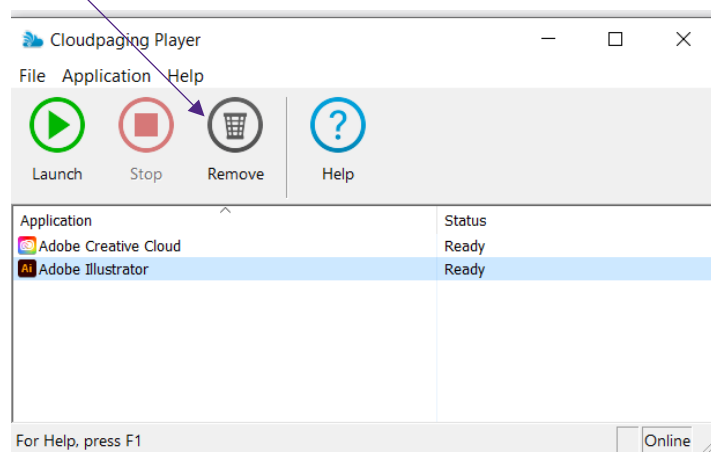 Cloudpaging Player
File Application Help
Launch Stop Remove Help
Application Status
Adobe Creative Cloud Ready
Ai Adobe Illustrator Ready
For Help, press F1 Online